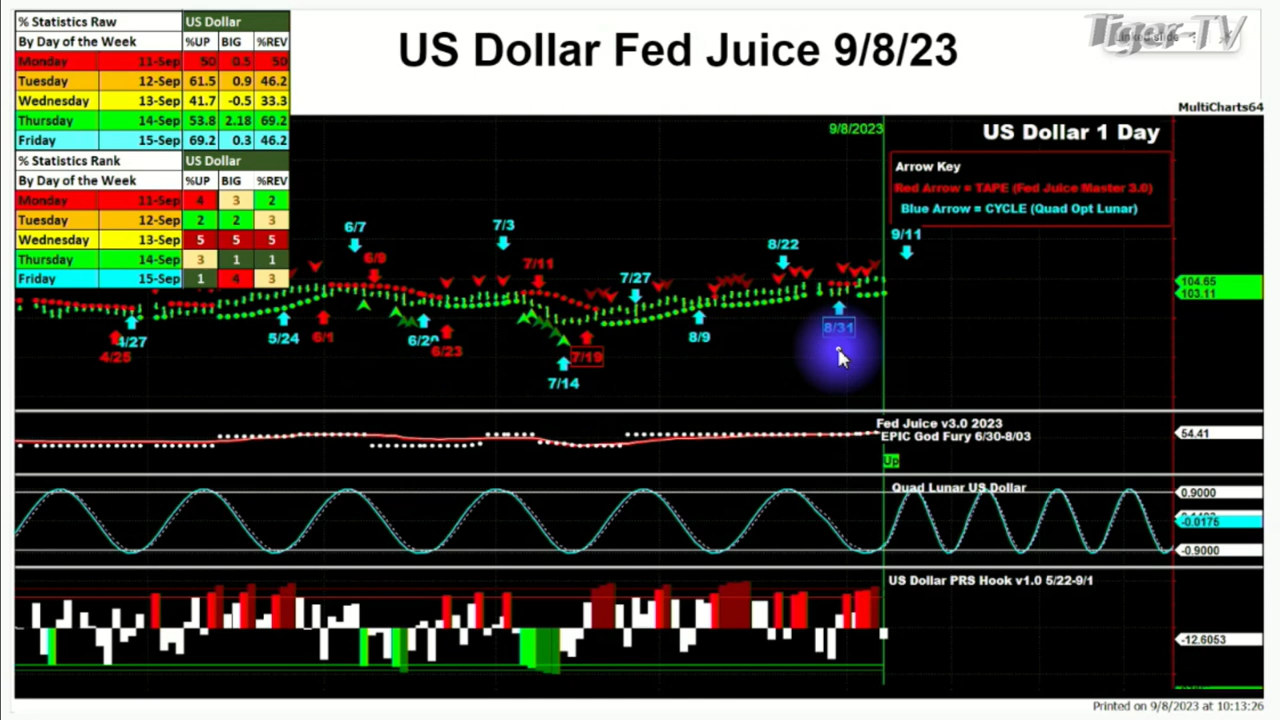 Tiger TV
US Dollar Fed Juice 9/8/23
% Statistics Raw US Dollar
By Day of the Week %UP BIG %REV
Monday 11-Sep 50 0.5 50
Tuesday 12-Sep 61.5 0.9 46.2
Wednesday 13-Sep 41.7 -0.5 33.3
Thursday 14-Sep 53.8 2.18 69.2
Friday 15-Sep 69.2 0.3 46.2
% Statistics Rank US Dollar
By Day of the Week %UP BIG %REV
Monday 11-Sep 4 3 2
Tuesday 12-Sep 2 2 3
Wednesday 13-Sep 5 5 5
Thursday 14-Sep 3 1 1
Friday 15-Sep 1 4 3
MultiCharts64
9/8/2023
US Dollar 1 Day
Arrow Key
Red Arrow = TAPE (Fed Juice Master 3.0)
Blue Arrow = CYCLE (Quad Opt Lunar)
6/7 7/3 8/22 9/11
6/9 7/11 7/27
104.65
103.11
4/27 5/24 6/1 6/23 8/9 8/31
4/25 7/19
7/14
Fed Juice v3.0 2023
EPIC God Fury 6/30-8/03
54.41
Up
Quad Lunar US Dollar
0.9000
-0.0175
-0.9000
US Dollar PRS Hook v1.0 5/22-9/1
-12.6053
Printed on 9/8/2023 at 10:13:26